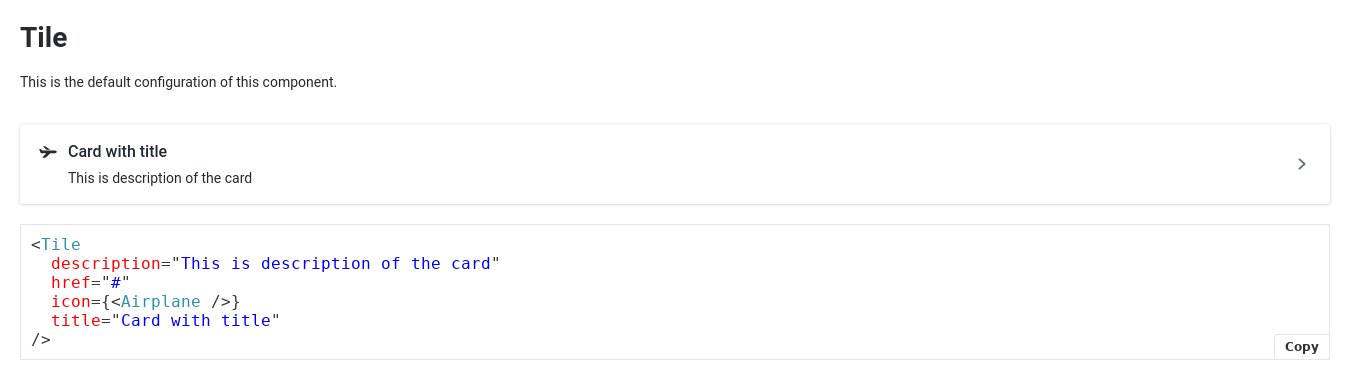 Tile
This is the default configuration of this component.
Card with title
This is description of the card
<Tile
  description="This is description of the card"
  href="#"
  icon={<Airplane />}
  title="Card with title"
/>
Copy